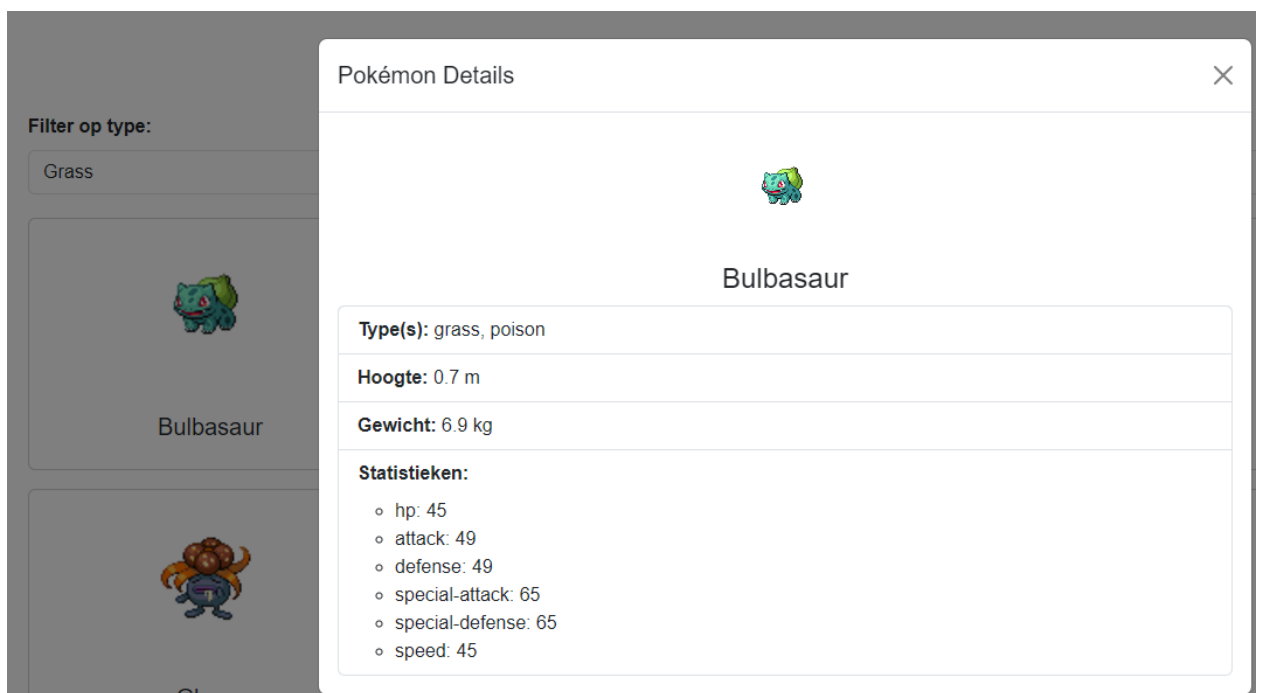 Pokémon Details
Filter op type:
Grass
Bulbasaur
Bulbasaur
Type(s): grass, poison
Hoogte: 0.7 m
Gewicht: 6.9 kg
Statistieken:
hp: 45
attack: 49
defense: 49
special-attack: 65
special-defense: 65
speed: 45